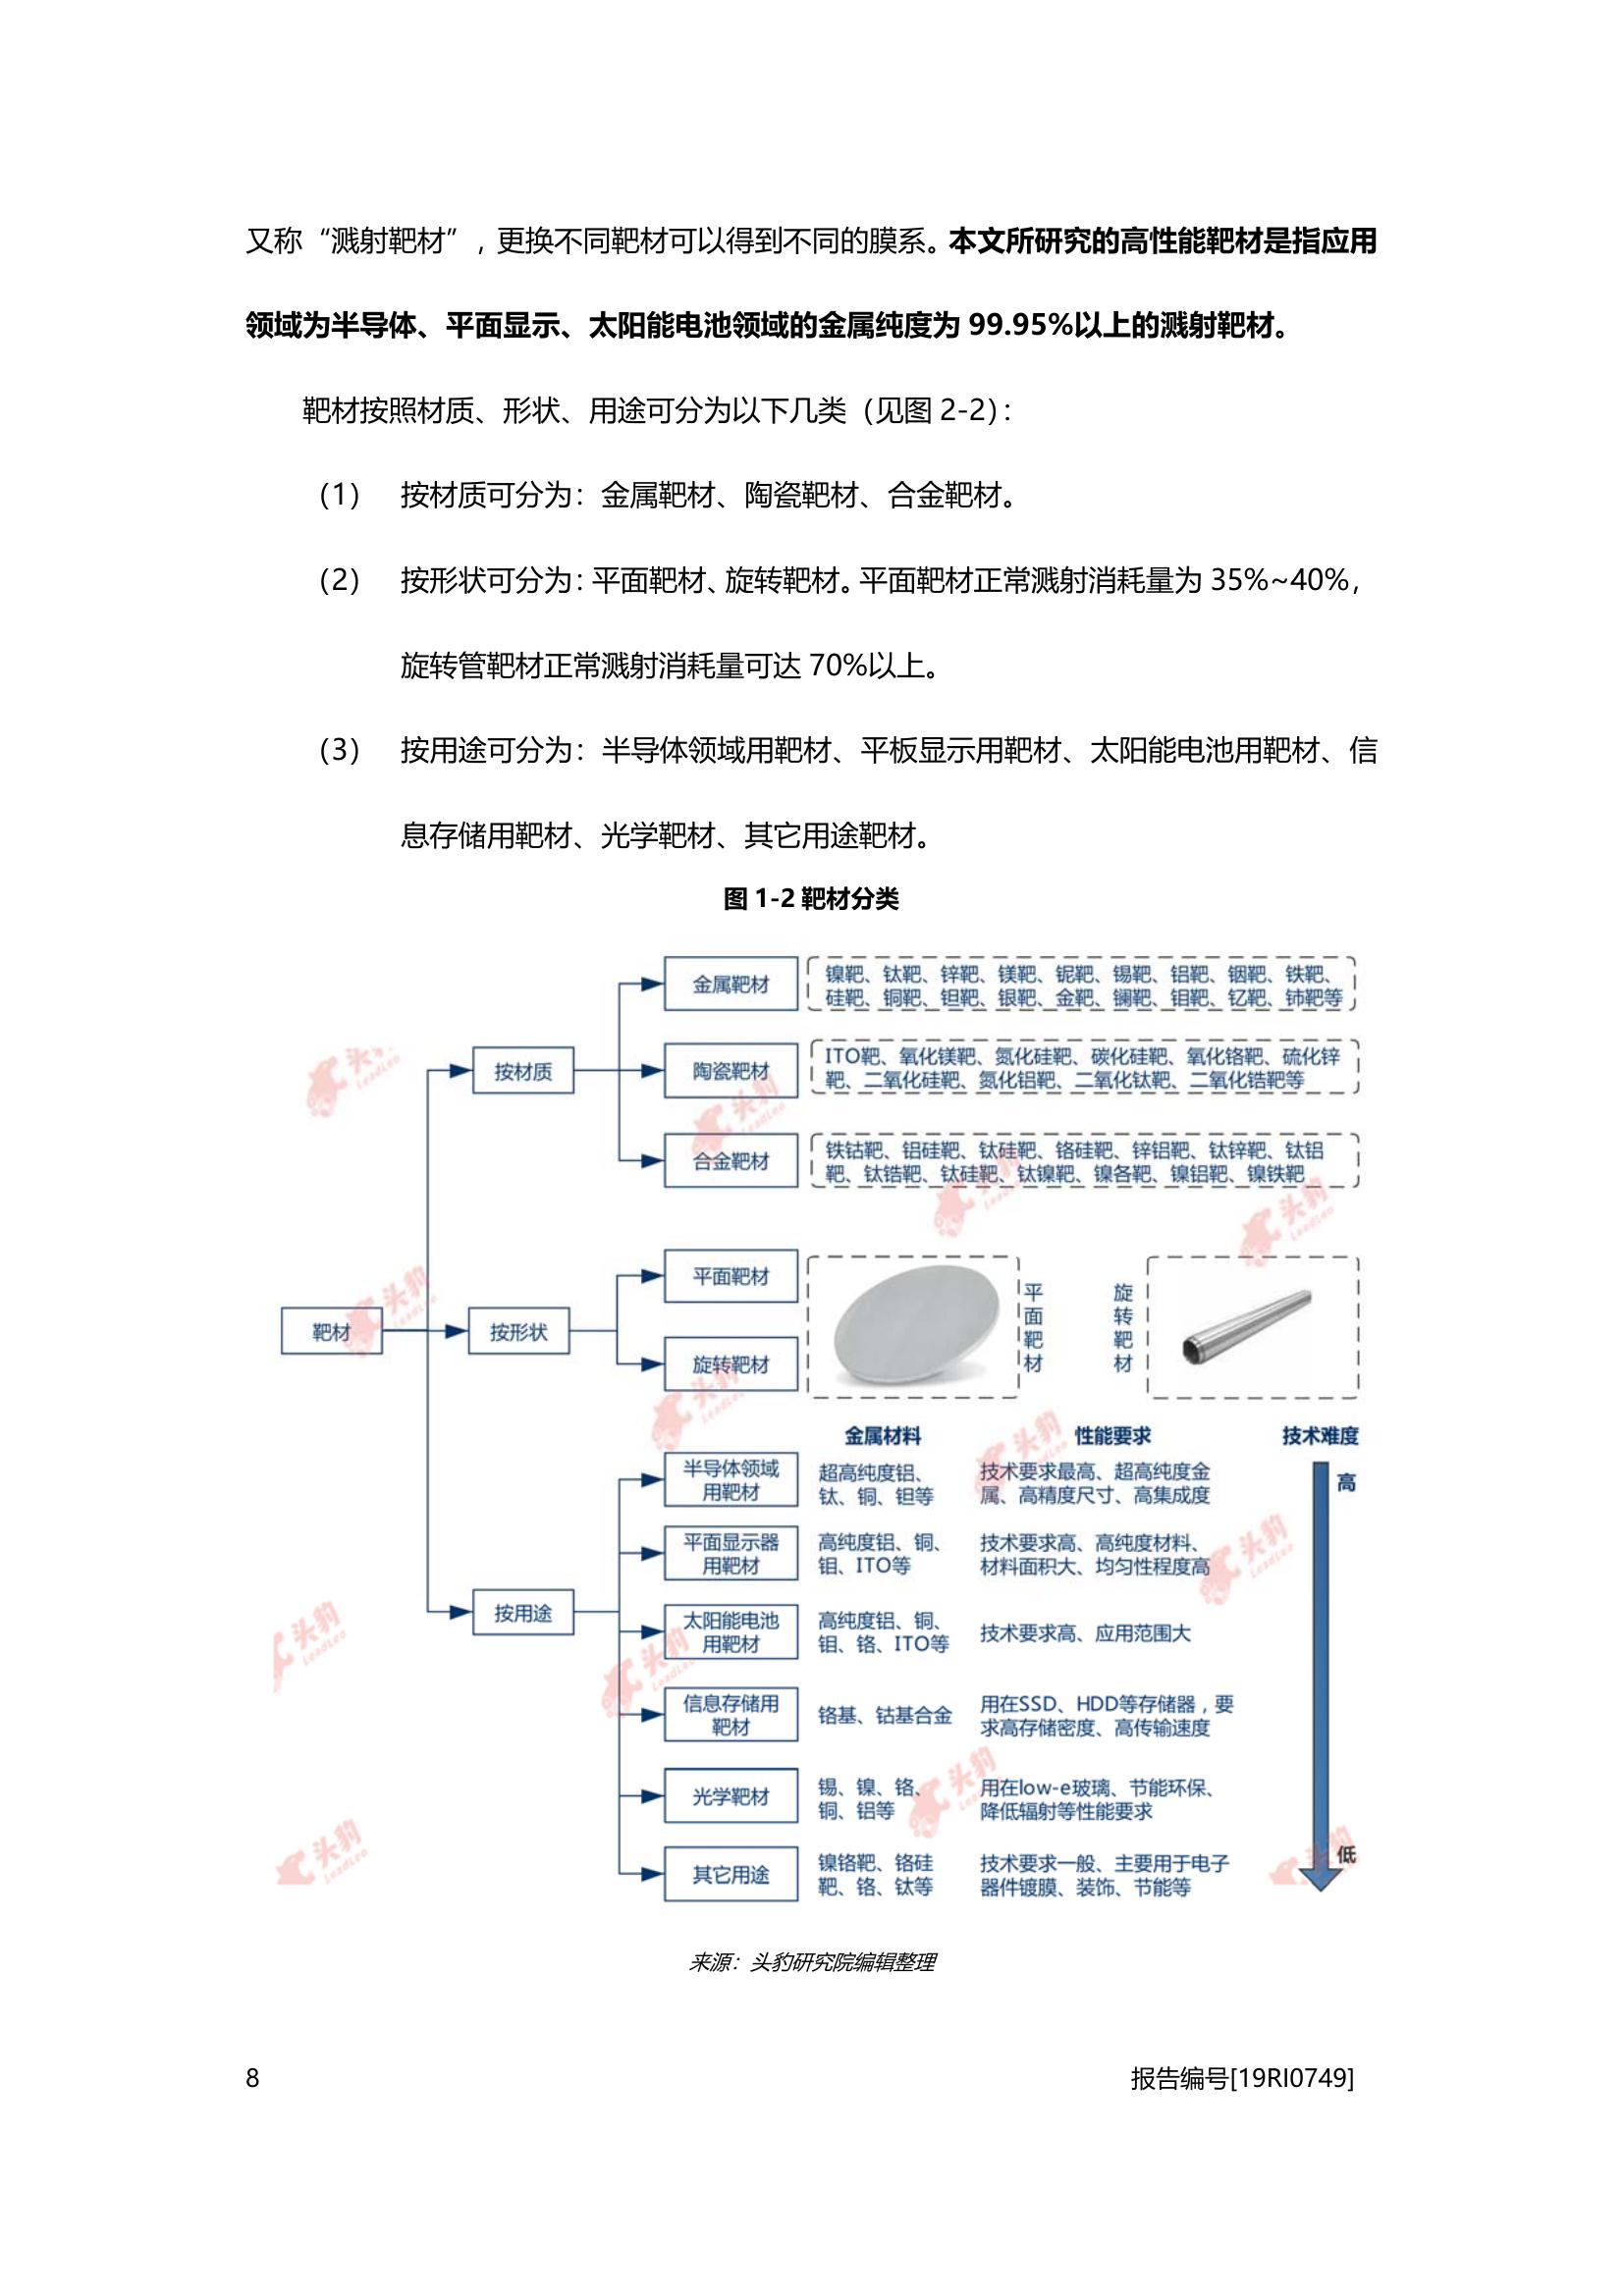 又称“溅射靶材”，更换不同靶材可以得到不同的膜系。本文所研究的高性能靶材是指应用
领域为半导体、平面显示、太阳能电池领域的金属纯度为 99.95%以上的溅射靶材。
靶材按照材质、形状、用途可分为以下几类（见图 2-2）：
（1） 按材质可分为：金属靶材、陶瓷靶材、合金靶材。
（2） 按形状可分为：平面靶材、旋转靶材。平面靶材正常溅射消耗量为 35%~40%，
旋转管靶材正常溅射消耗量可达 70%以上。
（3） 按用途可分为：半导体领域用靶材、平板显示用靶材、太阳能电池用靶材、信
息存储用靶材、光学靶材、其它用途靶材。
图 1-2 靶材分类
靶材
按材质
金属靶材
镍靶、钛靶、锌靶、镁靶、铌靶、锡靶、铝靶、铟靶、铁靶、
硅靶、铜靶、钽靶、银靶、金靶、镧靶、钼靶、钇靶、铈靶等
陶瓷靶材
ITO靶、氧化镁靶、氮化硅靶、碳化硅靶、氧化铬靶、硫化锌
靶、二氧化硅靶、氮化铝靶、二氧化钛靶、二氧化锆靶等
合金靶材
铁钴靶、铝硅靶、钛硅靶、铬硅靶、锌铝靶、钛锌靶、钛铝
靶、钛锆靶、钛硅靶、钛镍靶、镍各靶、镍铝靶、镍铁靶
按形状
平面靶材
旋转靶材
平面靶材
旋转靶材
金属材料 性能要求 技术难度
按用途
半导体领域
用靶材
超高纯度铝、
钛、铜、钽等
技术要求最高、超高纯度金
属、高精度尺寸、高集成度
高
平面显示器
用靶材
高纯度铝、铜、
钼、ITO等
技术要求高、高纯度材料、
材料面积大、均匀性程度高
太阳能电池
用靶材
高纯度铝、铜、
钼、铬、ITO等
技术要求高、应用范围大
信息存储用
靶材
铬基、钴基合金
用在SSD、HDD等存储器，要
求高存储密度、高传输速度
光学靶材
锡、镍、铬、
铜、铝等
用在low-e玻璃、节能环保、
降低辐射等性能要求
其它用途
镍铬靶、铬硅
靶、铬、钛等
技术要求一般、主要用于电子
器件镀膜、装饰、节能等
低
头豹
LeadLeo
来源：头豹研究院编辑整理
8
报告编号[19RI0749]